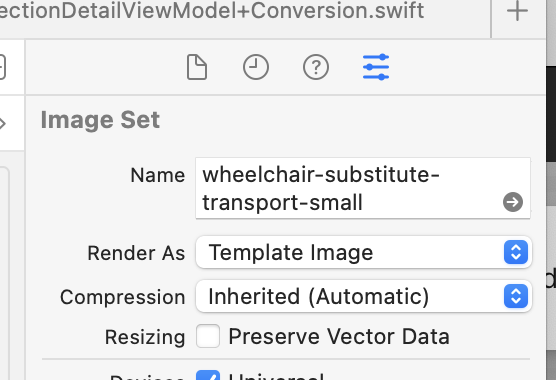 ectionDetailViewModel+Conversion.swift
Image Set
Name
wheelchair-substitute-
transport-small
Render As
Template Image
Compression
Inherited (Automatic)
Resizing
Preserve Vector Data
Devices
Universal